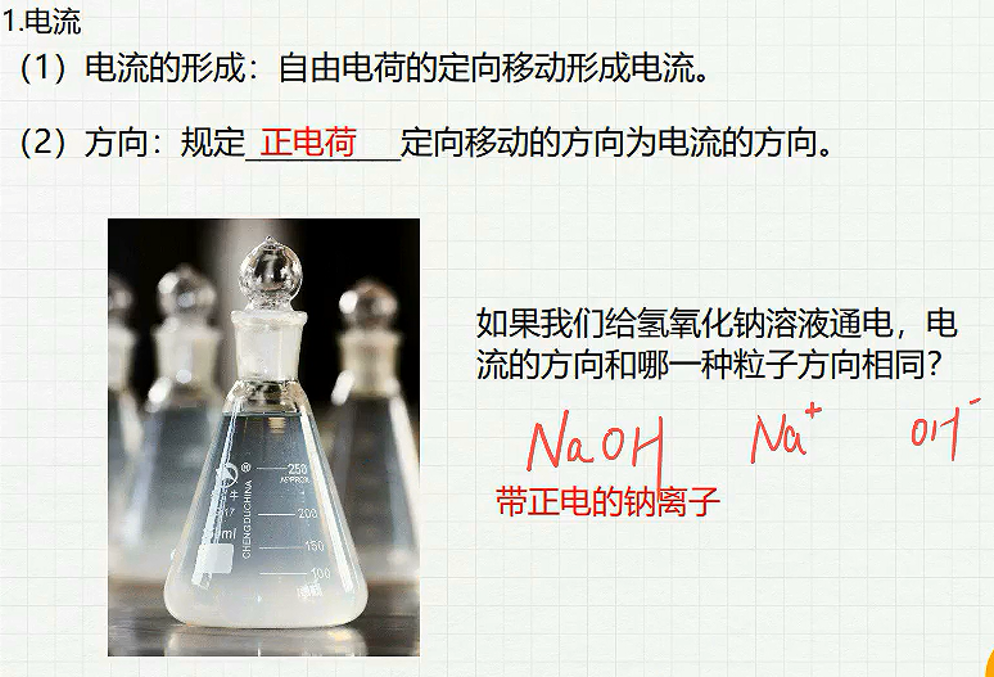 1.电流
（1）电流的形成：自由电荷的定向移动形成电流。
（2）方向：规定 正电荷 定向移动的方向为电流的方向。
如果我们给氢氧化钠溶液通电，电
流的方向和哪一种粒子方向相同？
NaOH Na⁺ OH⁻
带正电的钠离子
250
APPROX
200
150
100
CHENGDUCHINA
®
牛
17
ml